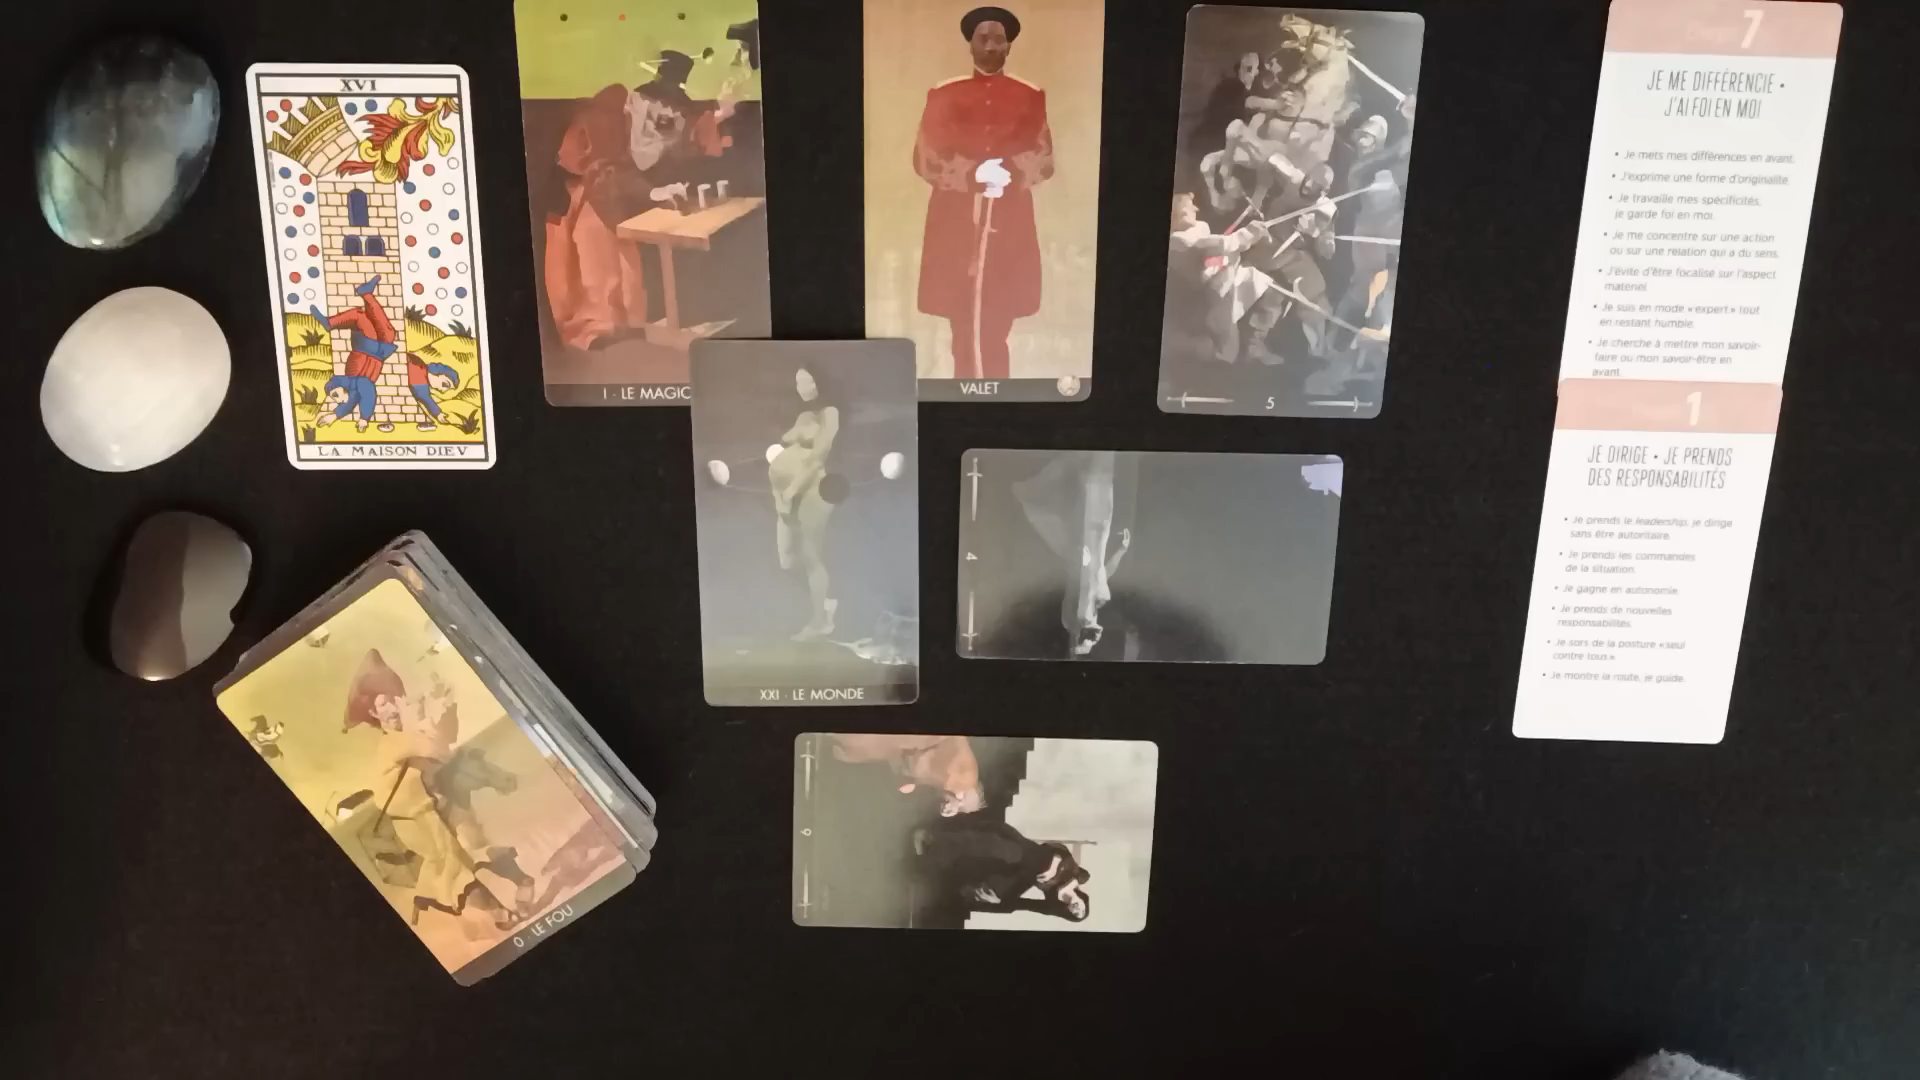 XVI
LA MAISON DIEV
I · LE MAGIC
VALET
5
XXI · LE MONDE
4
9
0 · LE FOU
7
JE ME DIFFÉRENCIE •
J'AI FOI EN MOI
• Je mets mes différences en avant.
• J'exprime une forme d'originalité.
• Je travaille mes spécificités,
je garde foi en moi.
• Je me concentre sur une action
ou sur une relation qui a du sens.
• J'évite d'être focalisé sur l'aspect
matériel.
• Je suis en mode «expert» tout
en restant humble.
• Je cherche à mettre mon savoir-
faire ou mon savoir-être en
avant.
1
JE DIRIGE • JE PRENDS
DES RESPONSABILITÉS
• Je prends le leadership, je dirige
sans être autoritaire.
• Je prends les commandes
de la situation.
• Je gagne en autonomie.
• Je prends de nouvelles
responsabilités.
• Je sors de la posture «seul
contre tous».
• Je montre la route, je guide.